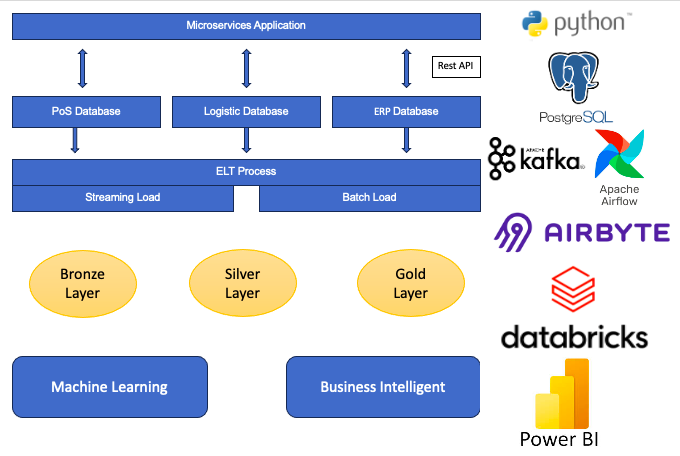 Microservices Application
Rest API
PoS Database
Logistic Database
ERP Database
ELT Process
Streaming Load
Batch Load
Bronze
Layer
Silver
Layer
Gold
Layer
Machine Learning
Business Intelligent
python™
PostgreSQL
APACHE
kafka
Apache
Airflow
AIRBYTE
databricks
Power BI